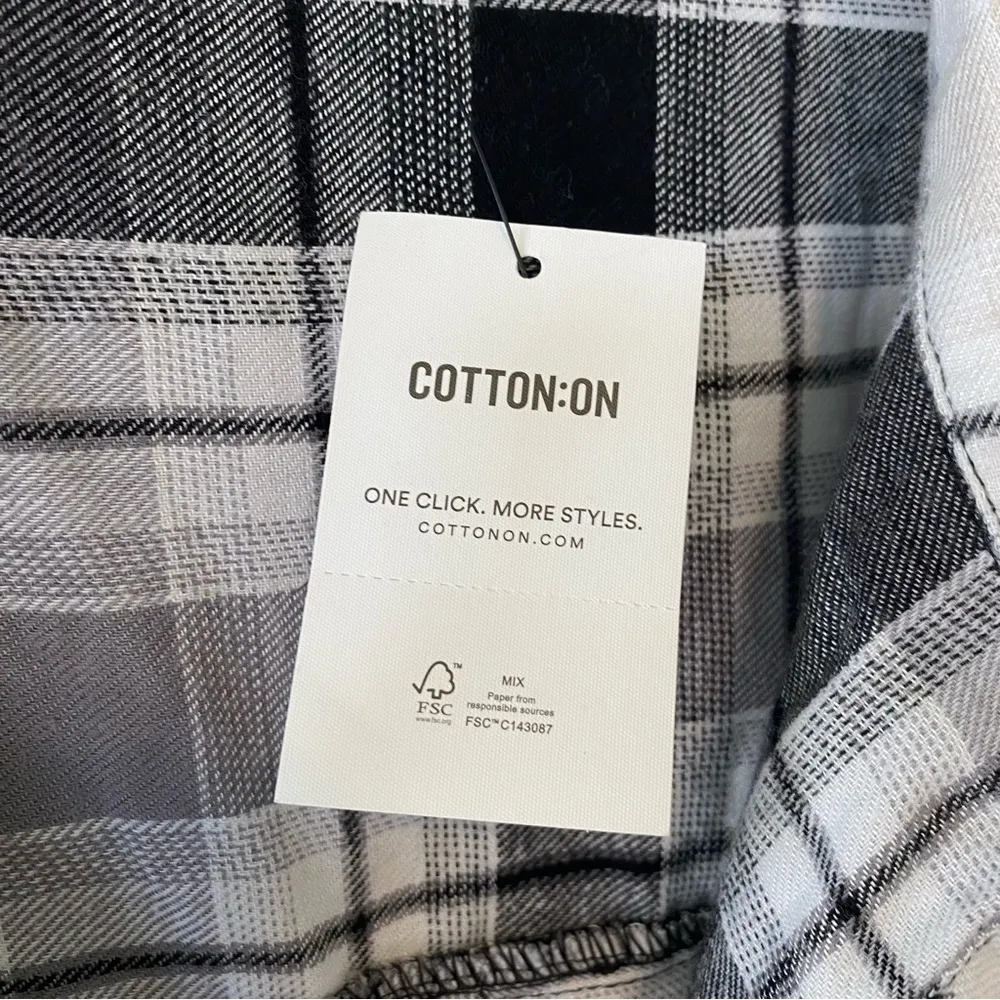 COTTON:ON
ONE CLICK. MORE STYLES.
COTTONON.COM
FSC
www.fsc.org
™
MIX
Paper from
responsible sources
FSC™ C143087